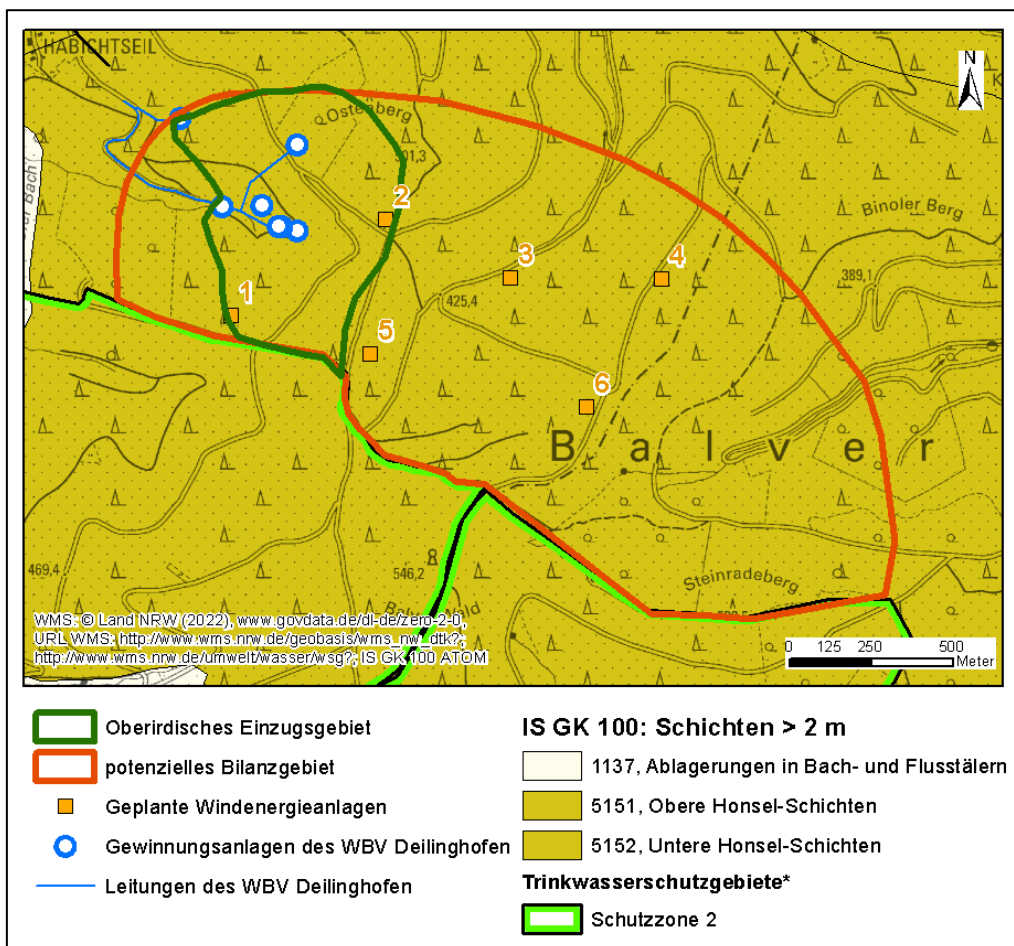 HABICHTSEIL
N
Ostenberg
2
Binoler Berg
3
4
389,1
425,4
1
5
6
B a l v e r
469,4
546,2
Steinradeberg
WMS: © Land NRW (2022), www.govdata.de/dl-de/zero-2-0,
URL WMS: http://www.wms.nrw.de/geobasis/wms_nw_dtk?;
http://www.wms.nrw.de/umwelt/wasser/wsg?; IS GK 100 ATOM
0 125 250 500
Meter
Oberirdisches Einzugsgebiet
potenzielles Bilanzgebiet
Geplante Windenergieanlagen
Gewinnungsanlagen des WBV Deilinghofen
Leitungen des WBV Deilinghofen
IS GK 100: Schichten > 2 m
1137, Ablagerungen in Bach- und Flusstälern
5151, Obere Honsel-Schichten
5152, Untere Honsel-Schichten
Trinkwasserschutzgebiete*
Schutzzone 2